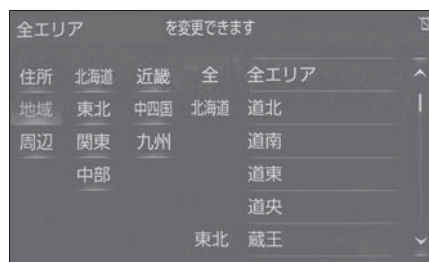 全エリア を変更できます
住所 北海道 近畿 全 全エリア
地域 東北 中四国 北海道 道北
周辺 関東 九州 道南
中部 道東
道央
東北 蔵王